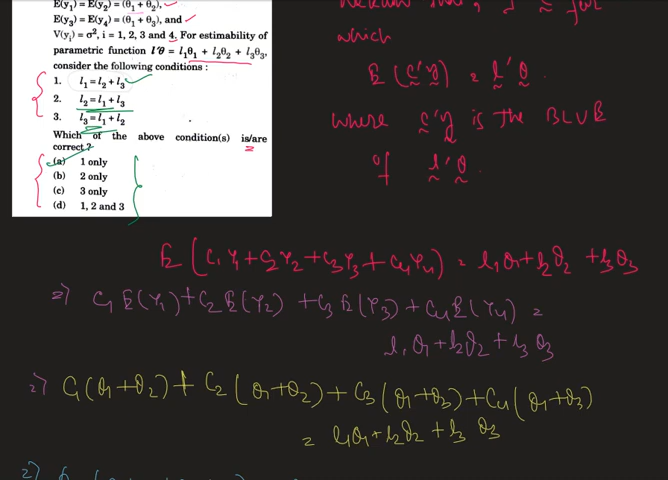 E(y₁) = E(y₂) = (θ₁ + θ₂),
E(y₃) = E(y₄) = (θ₁ + θ₃), and
V(yᵢ) = σ², i = 1, 2, 3 and 4. For estimability of
parametric function l'θ = l₁θ₁ + l₂θ₂ + l₃θ₃,
consider the following conditions :
1. l₁ = l₂ + l₃
2. l₂ = l₁ + l₃
3. l₃ = l₁ + l₂
Which of the above condition(s) is/are
correct ?
(a) 1 only
(b) 2 only
(c) 3 only
(d) 1, 2 and 3
for
which
E (c'y) = l'θ.
where c'y is the BLUE
of l'θ.
E (c₁Y₁+c₂Y₂+c₃Y₃+c₄Y₄) = l₁θ₁+l₂θ₂+l₃θ₃
=) c₁E(Y₁)+c₂E(Y₂)+c₃E(Y₃)+c₄E(Y₄) =
l₁θ₁+l₂θ₂+l₃θ₃
=) c₁(θ₁+θ₂)+c₂(θ₁+θ₂)+c₃(θ₁+θ₃)+c₄(θ₁+θ₃)
= l₁θ₁+l₂θ₂+l₃θ₃